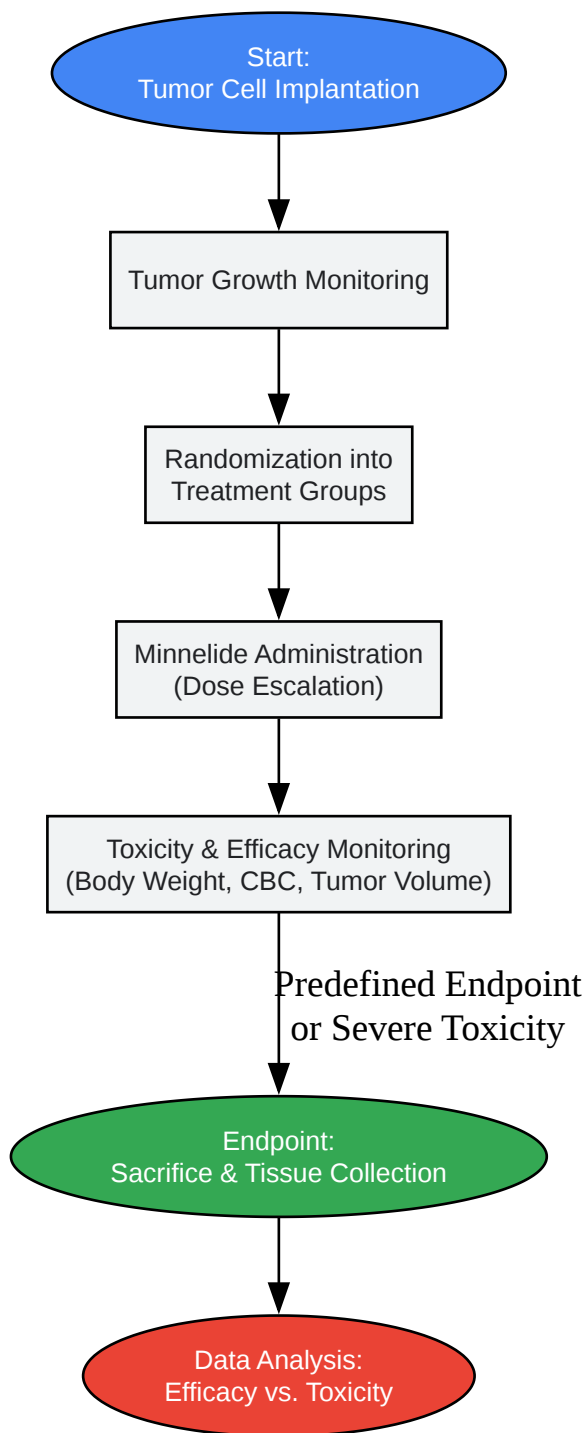 Start:
Tumor Cell Implantation
Tumor Growth Monitoring
Randomization into
Treatment Groups
Minnelide Administration
(Dose Escalation)
Toxicity & Efficacy Monitoring
(Body Weight, CBC, Tumor Volume)
Predefined Endpoint
or Severe Toxicity
Endpoint:
Sacrifice & Tissue Collection
Data Analysis:
Efficacy vs. Toxicity